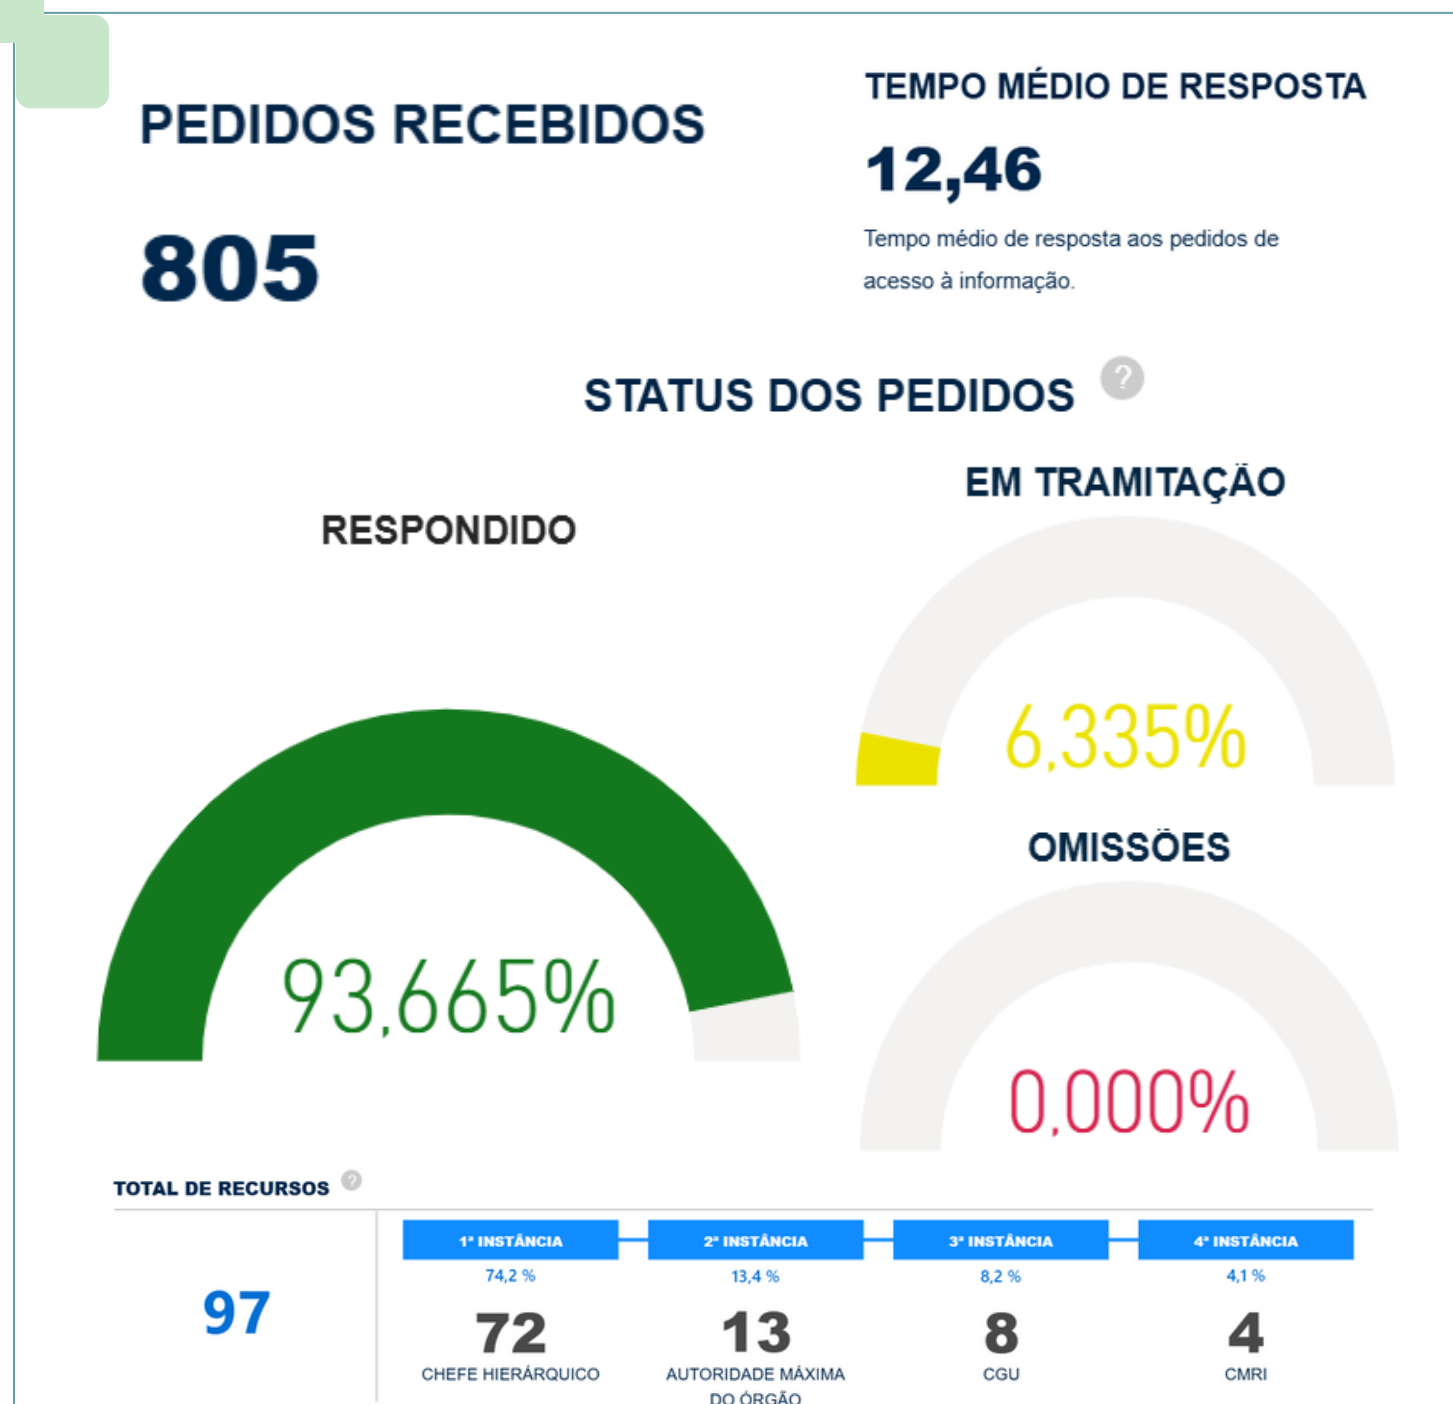 PEDIDOS RECEBIDOS
805
TEMPO MÉDIO DE RESPOSTA
12,46
Tempo médio de resposta aos pedidos de
acesso à informação.
STATUS DOS PEDIDOS ?
RESPONDIDO
93,665%
EM TRAMITAÇÃO
6,335%
OMISSÕES
0,000%
TOTAL DE RECURSOS ?
97
1ª INSTÂNCIA
74,2 %
72
CHEFE HIERÁRQUICO
2ª INSTÂNCIA
13,4 %
13
AUTORIDADE MÁXIMA
DO ÓRGÃO
3ª INSTÂNCIA
8,2 %
8
CGU
4ª INSTÂNCIA
4,1 %
4
CMRI